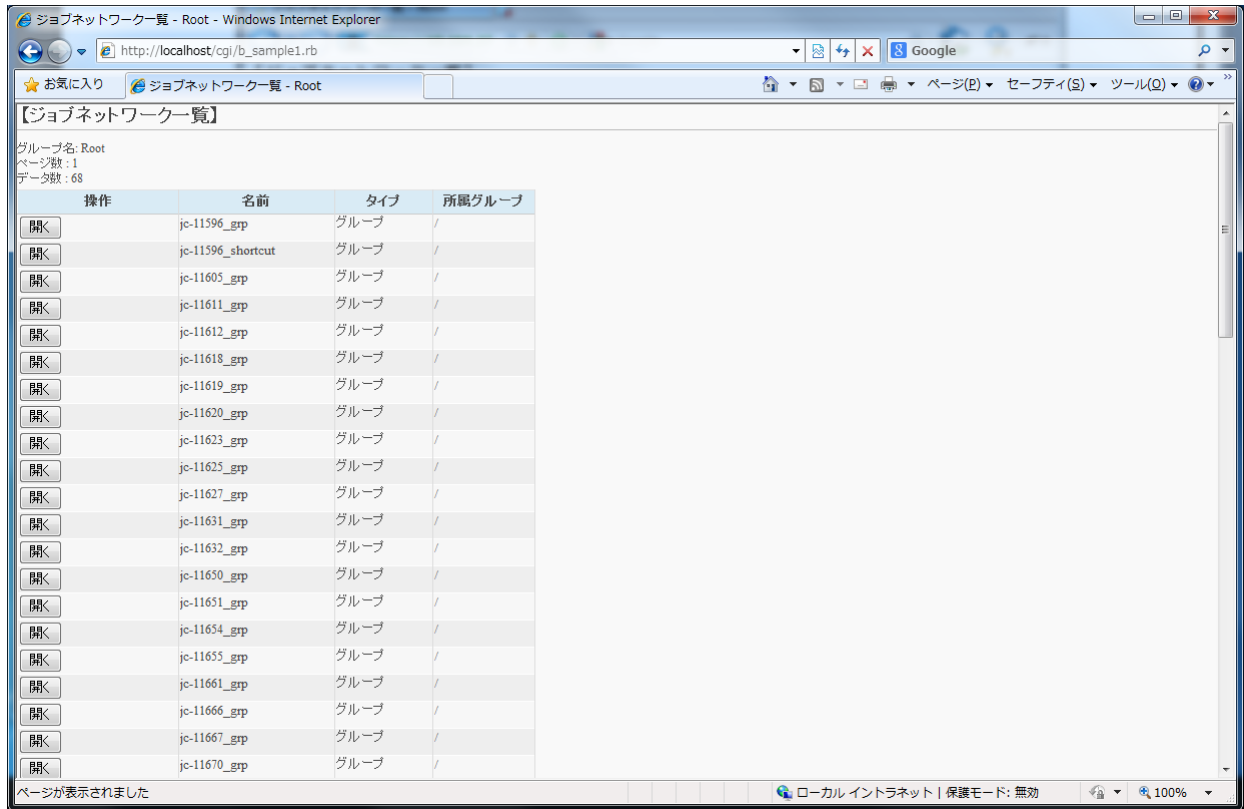 ジョブネットワーク一覧 - Root - Windows Internet Explorer
http://localhost/cgi/b_sample1.rb
Google
お気に入り
ジョブネットワーク一覧 - Root
ページ(P) セーフティ(S) ツール(O)
【ジョブネットワーク一覧】
グループ名: Root
ページ数 : 1
データ数 : 68
操作 名前 タイプ 所属グループ
開く jc-11596_grp グループ /
開く jc-11596_shortcut グループ /
開く jc-11605_grp グループ /
開く jc-11611_grp グループ /
開く jc-11612_grp グループ /
開く jc-11618_grp グループ /
開く jc-11619_grp グループ /
開く jc-11620_grp グループ /
開く jc-11623_grp グループ /
開く jc-11625_grp グループ /
開く jc-11627_grp グループ /
開く jc-11631_grp グループ /
開く jc-11632_grp グループ /
開く jc-11650_grp グループ /
開く jc-11651_grp グループ /
開く jc-11654_grp グループ /
開く jc-11655_grp グループ /
開く jc-11661_grp グループ /
開く jc-11666_grp グループ /
開く jc-11667_grp グループ /
開く jc-11670_grp グループ /
ページが表示されました ローカル イントラネット | 保護モード: 無効 100%